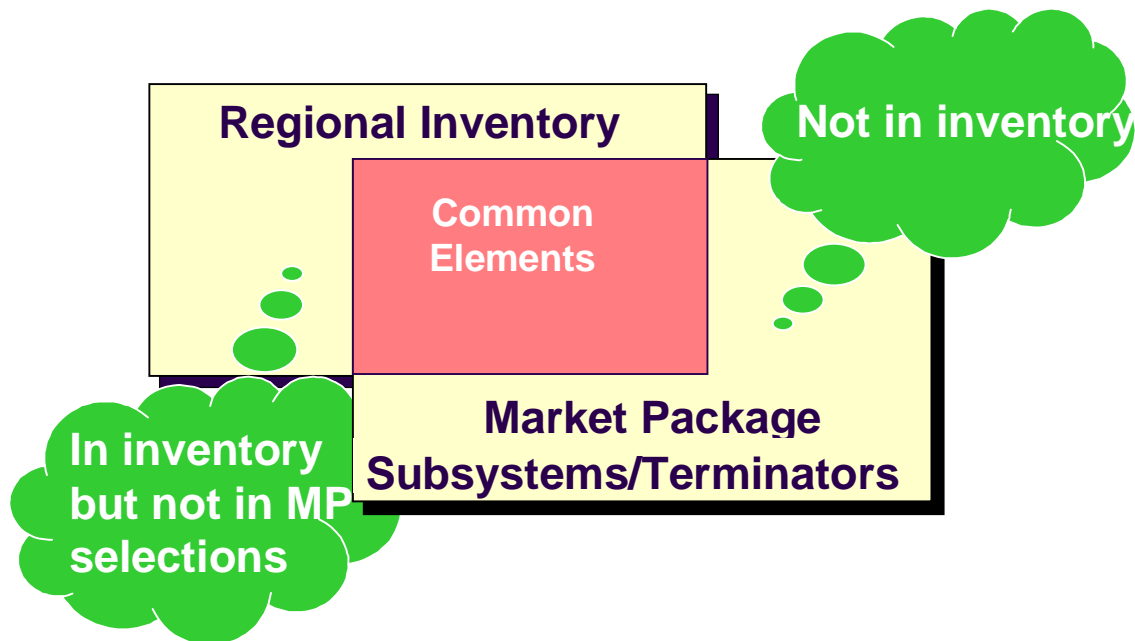 Regional Inventory
Not in inventory
Common
Elements
Market Package
Subsystems/Terminators
In inventory
but not in MP
selections